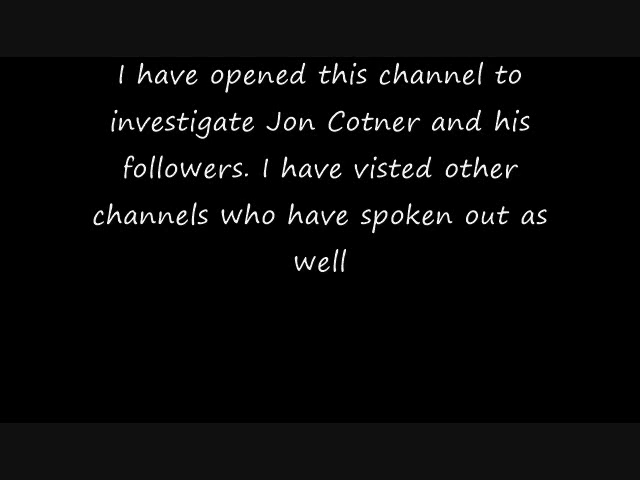 I have opened this channel to
investigate Jon Cotner and his
followers. I have visted other
channels who have spoken out as
well